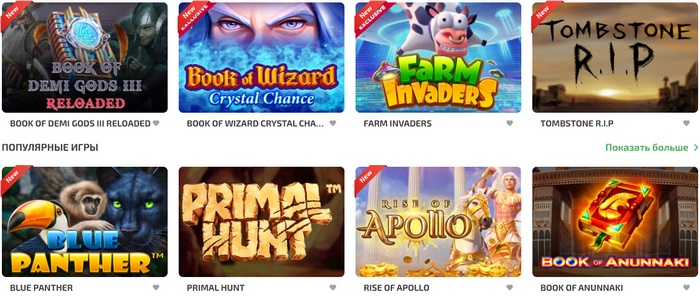 New
BOOK OF
DEMI GODS III
RELOADED
New
EXCLUSIVE
Book of Wizard
Crystal Chance
New
EXCLUSIVE
FARM
INVADERS
New
TOMBSTONE
R.I.P
BOOK OF DEMI GODS III RELOADED
BOOK OF WIZARD CRYSTAL CHA...
FARM INVADERS
TOMBSTONE R.I.P
ПОПУЛЯРНЫЕ ИГРЫ
Показать больше >
New
BLUE
PANTHER™
PRIMAL™
HUNT
New
RISE OF
APOLLO
BOOK OF ANUNNAKI
BLUE PANTHER
PRIMAL HUNT
RISE OF APOLLO
BOOK OF ANUNNAKI